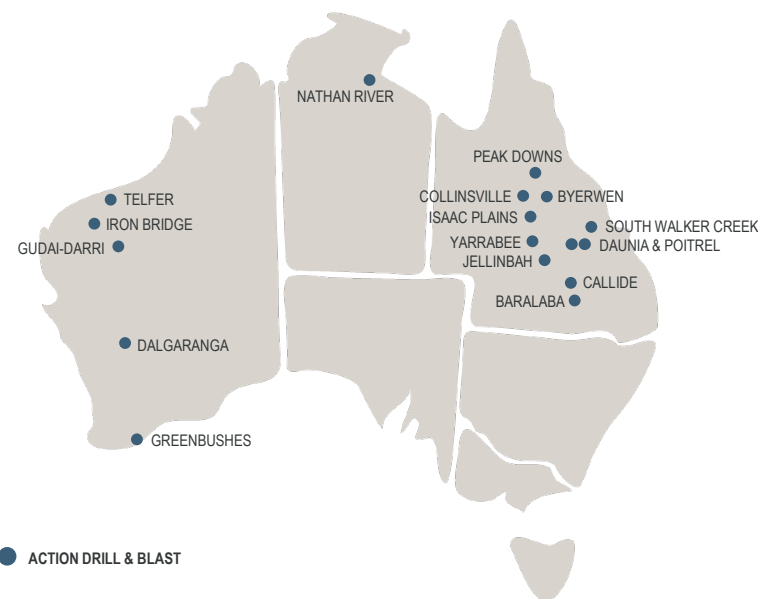 NATHAN RIVER
PEAK DOWNS
TELFER
COLLINSVILLE
BYERWEN
ISAAC PLAINS
IRON BRIDGE
SOUTH WALKER CREEK
GUDAI-DARRI
YARRABEE
DAUNIA & POITREL
JELLINBAH
CALLIDE
BARALABA
DALGARANGA
GREENBUSHES
ACTION DRILL & BLAST